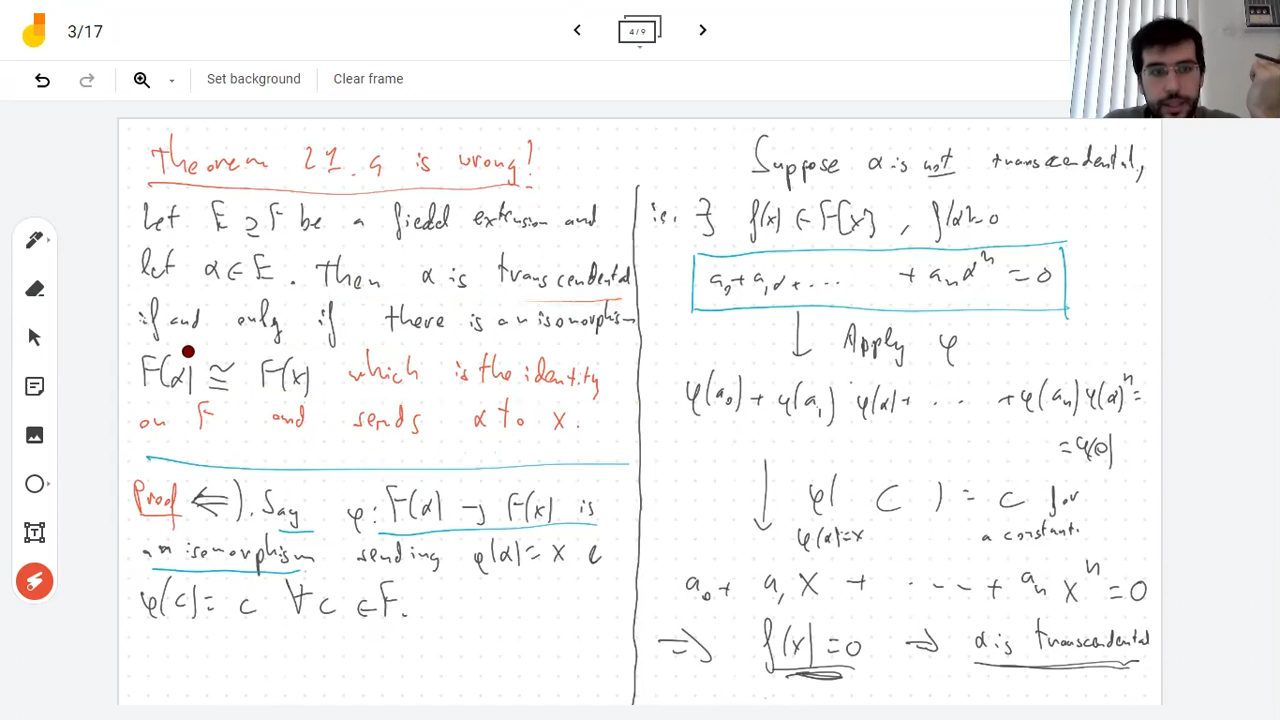 3/17
4 / 9
Set background
Clear frame
Theorem 21.9 is wrong!
Let E ⊇ F be a field extension and
let α ∈ E. Then α is transcendental
if and only if there is an isomorphism
F(α) ≅ F(x) which is the identity
on F and sends α to x.
Proof ⇐). Say φ: F(α) → F(x) is
an isomorphism sending φ(α) = x &
φ(c) = c ∀c ∈ F.
Suppose α is not transcendental,
i.e. ∃ f(x) ∈ F[x], f(α) = 0
a₀ + a₁α + ... + aₙαⁿ = 0
↓ Apply φ
φ(a₀) + φ(a₁) φ(α) + ... + φ(aₙ) φ(α)ⁿ =
= φ(0)
↓ φ( c ) = c for
φ(α)=x a constant.
a₀ + a₁ x + ... + aₙ xⁿ = 0
⇒ f(x) = 0 ⇒ α is transcendental